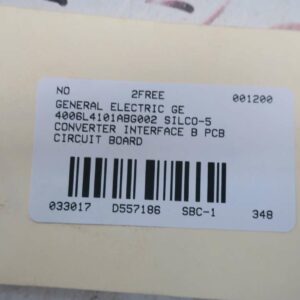 NO 2FREE 001200
GENERAL ELECTRIC GE
4006L4101ABG002 SILCO-5
CONVERTER INTERFACE B PCB
CIRCUIT BOARD
033017 D557186 SBC-1 348